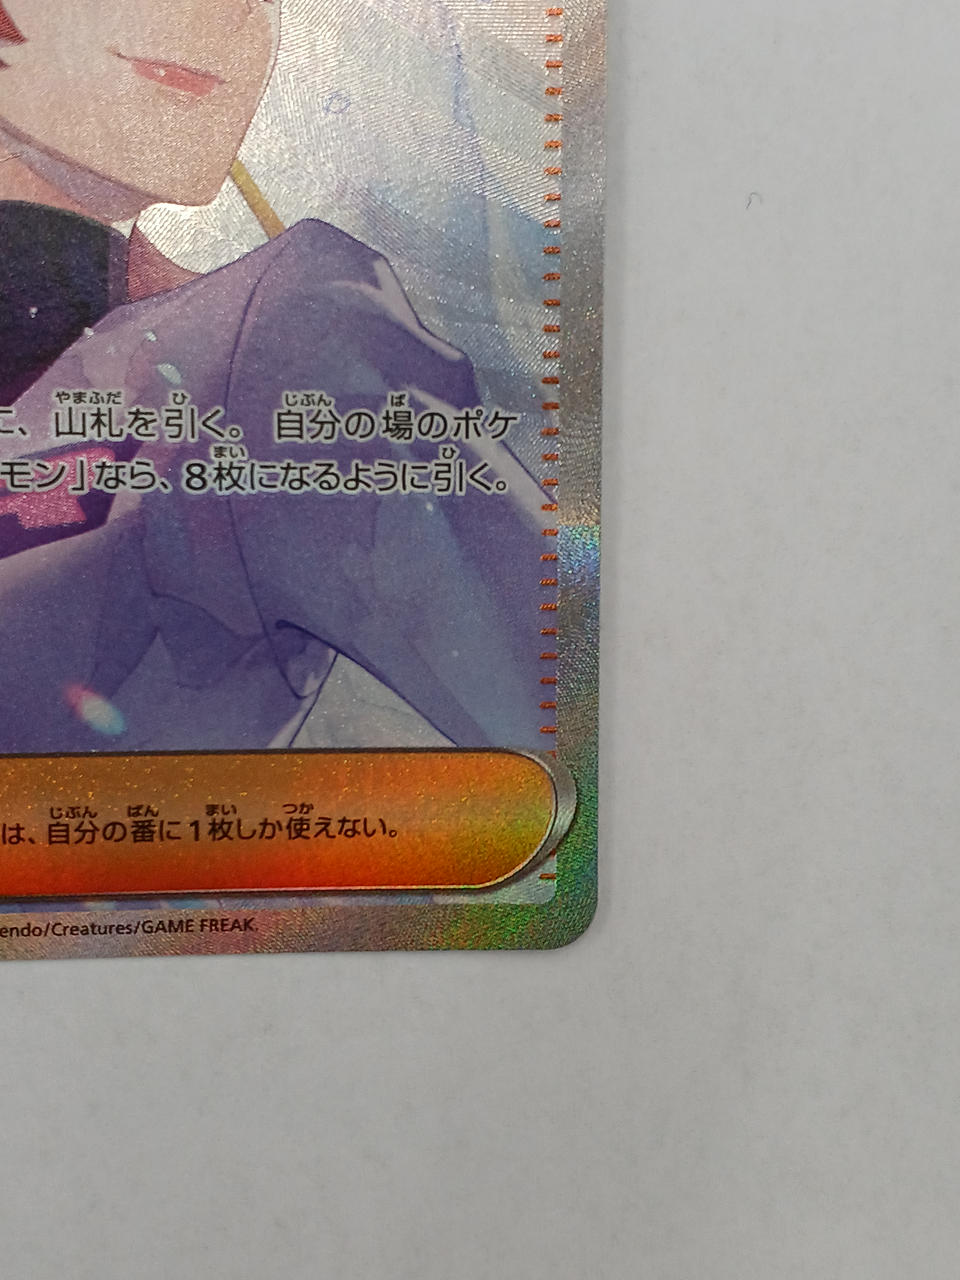 に、山札を引く。自分の場のポケ
モン」なら、8枚になるように引く。
は、自分の番に1枚しか使えない。
endo/Creatures/GAME FREAK.